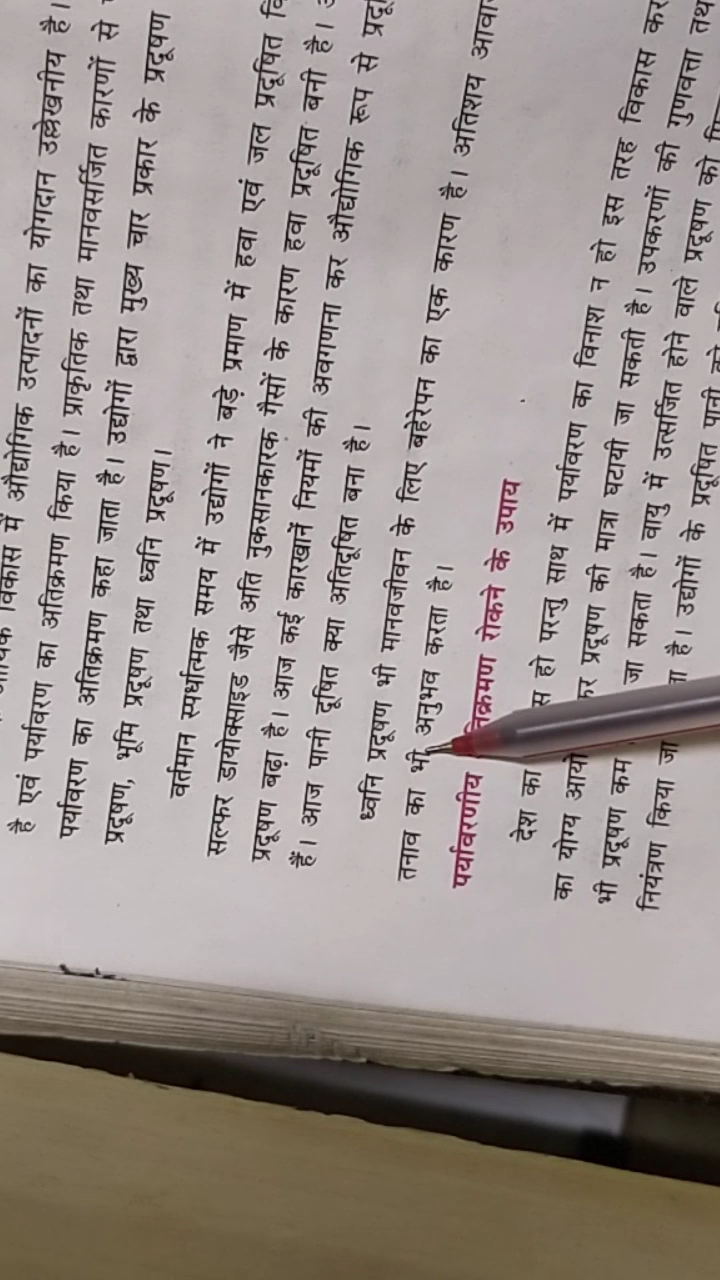 विकास में औद्योगिक उत्पादनों का योगदान उल्लेखनीय है।
है एवं पर्यावरण का अतिक्रमण किया है। प्राकृतिक तथा मानवसर्जित कारणों से
पर्यावरण का अतिक्रमण कहा जाता है। उद्योगों द्वारा मुख्य चार प्रकार के प्रदूषण
प्रदूषण, भूमि प्रदूषण तथा ध्वनि प्रदूषण।
वर्तमान स्पर्धात्मक समय में उद्योगों ने बड़े प्रमाण में हवा एवं जल प्रदूषित
सल्फर डायोक्साइड जैसे अति नुकसानकारक गैसों के कारण हवा प्रदूषित बनी है।
प्रदूषण बढ़ा है। आज कई कारखानें नियमों की अवगणना कर औद्योगिक रूप से
हैं। आज पानी दूषित क्या अतिदूषित बना है।
ध्वनि प्रदूषण भी मानवजीवन के लिए बहेरेपन का एक कारण है। अतिशय
तनाव का भी अनुभव करता है।
पर्यावरणीय रोकने के उपाय
देश का हो परन्तु साथ में पर्यावरण का विनाश न हो इस तरह विकास
का योग्य कर प्रदूषण की मात्रा घटायी जा सकती है। उपकरणों की गुणवत्ता
भी प्रदूषण कम जा सकता है। वायु में उत्सर्जित होने वाले प्रदूषण को
नियंत्रण किया है। उद्योगों के प्रदूषित पानी